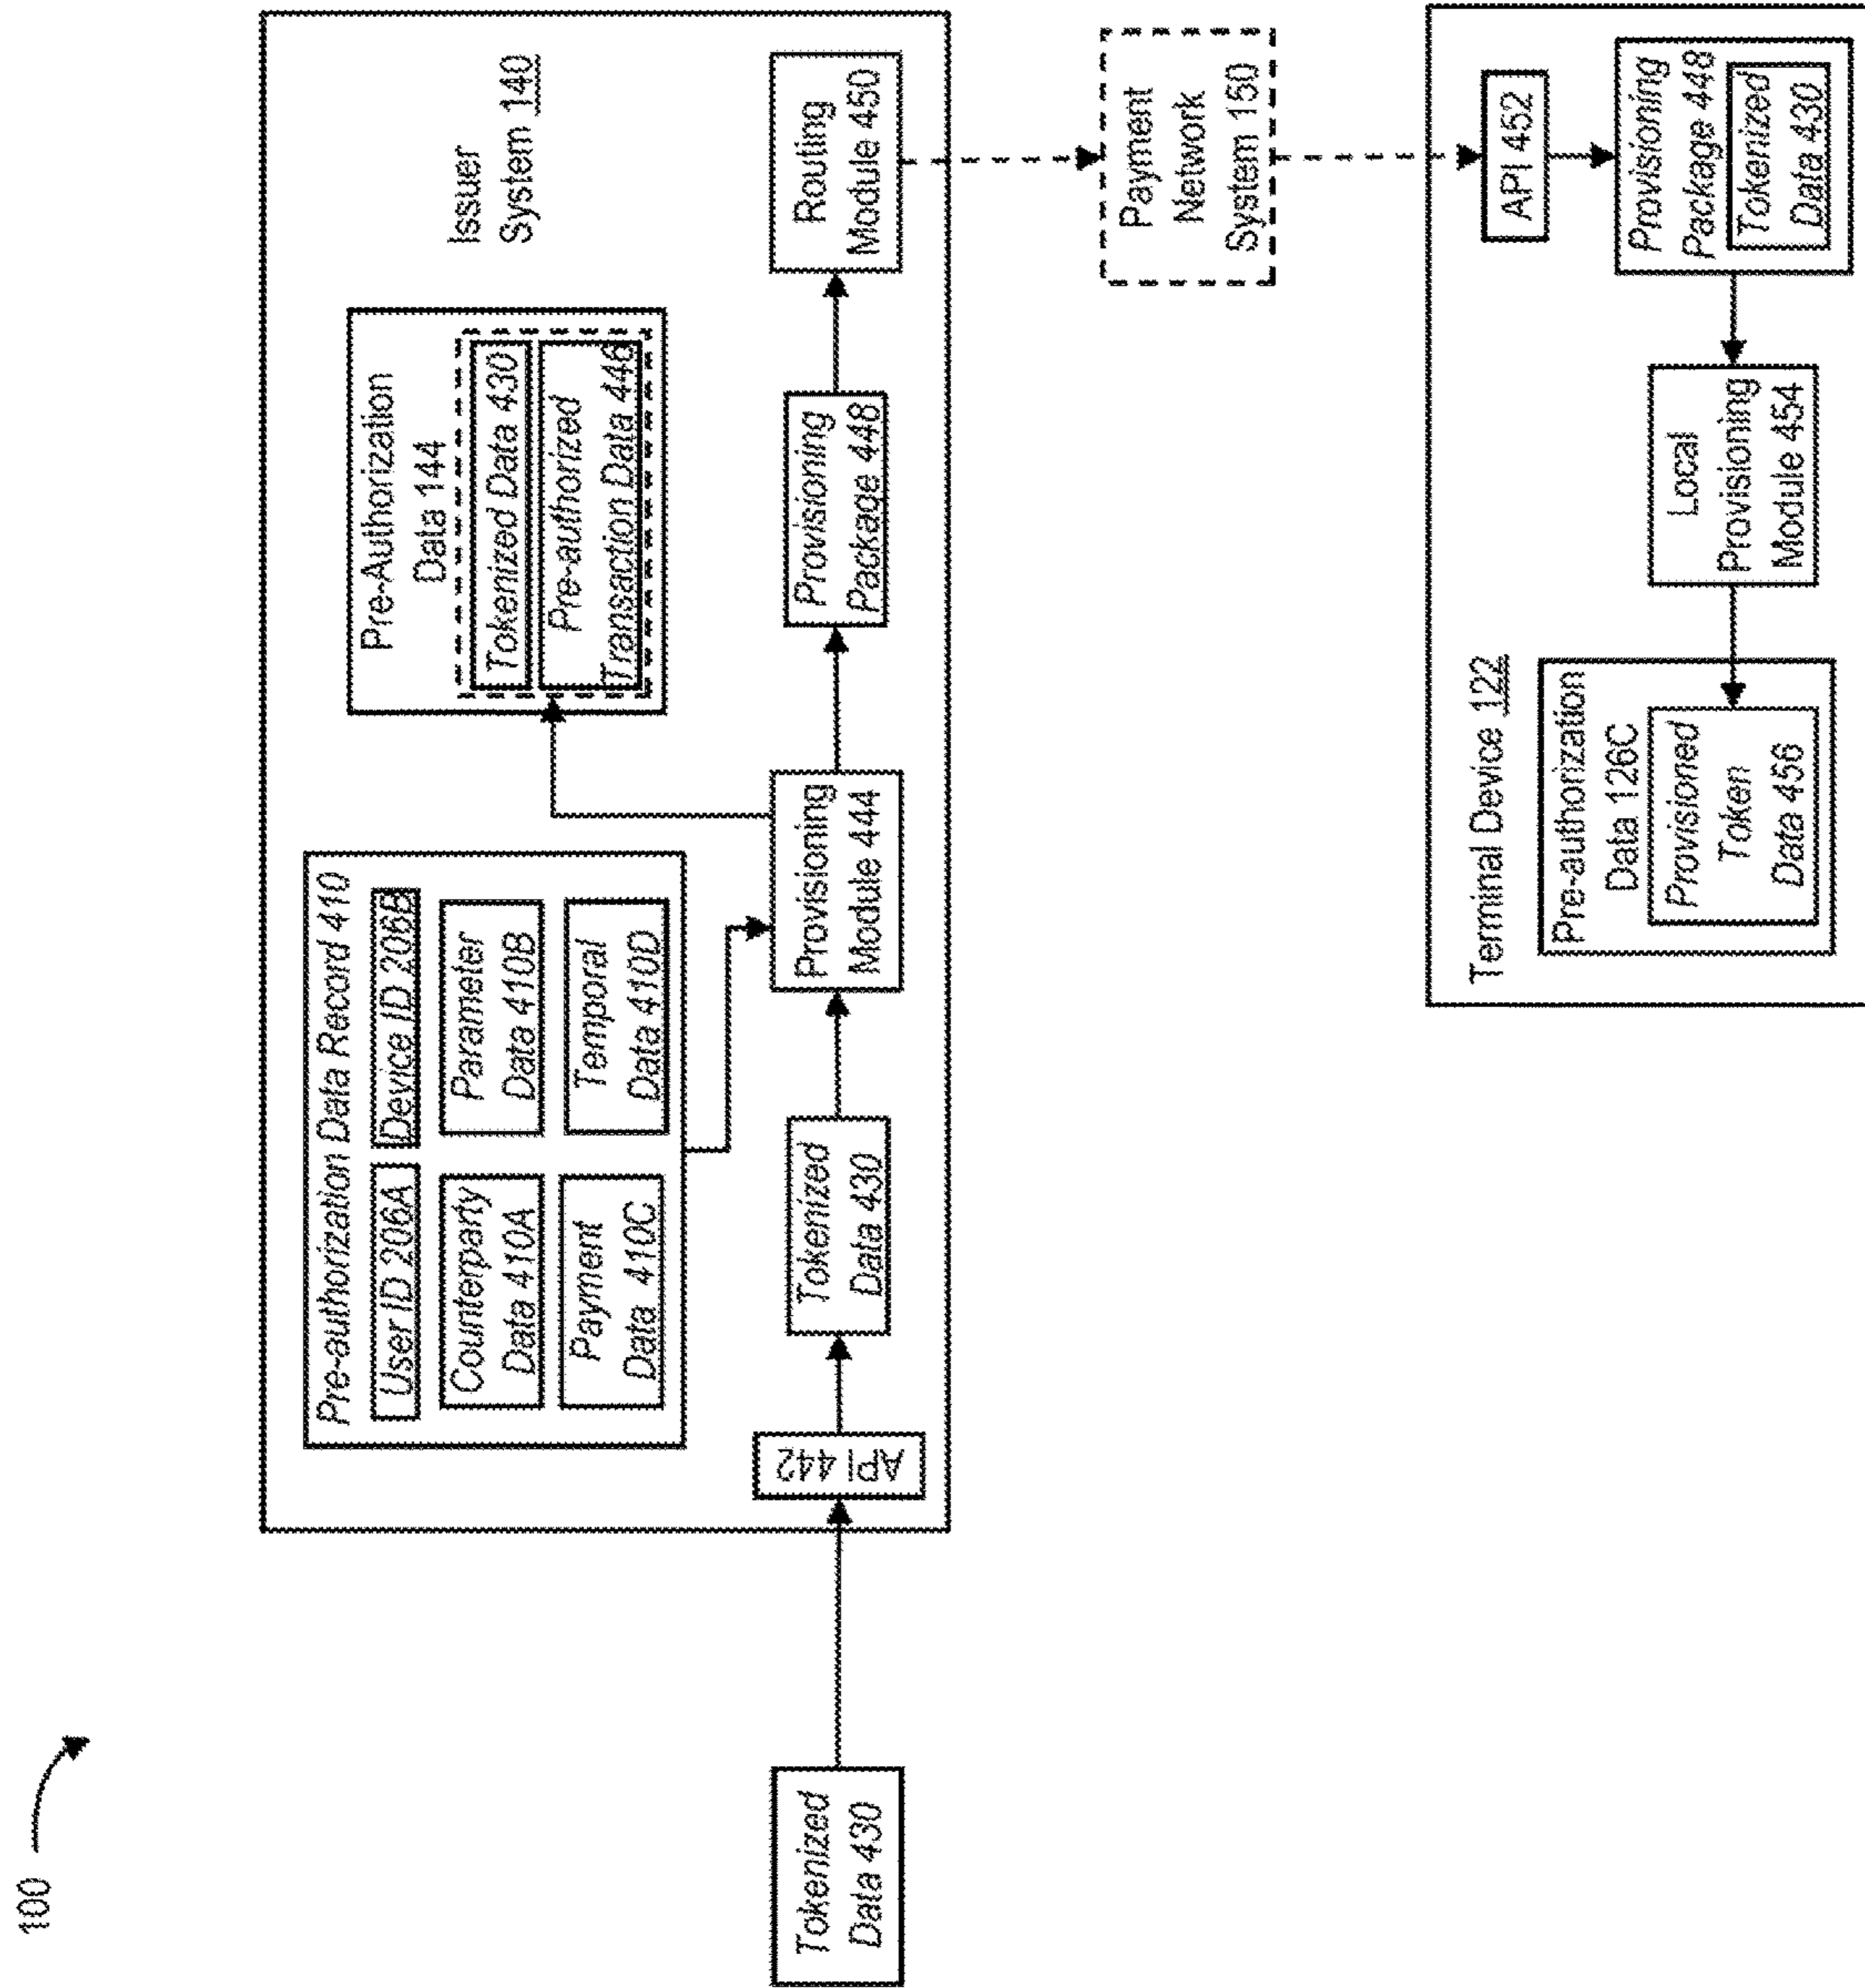 100
Tokenized
Data 430
Issuer
System 140
Pre-authorization Data Record 410
User ID 206A
Device ID 206B
Counterparty
Data 410A
Parameter
Data 410B
Payment
Data 410C
Temporal
Data 410D
Pre-Authorization
Data 144
Tokenized Data 430
Pre-authorized
Transaction Data 446
API 442
Tokenized
Data 430
Provisioning
Module 444
Provisioning
Package 448
Routing
Module 450
Payment
Network
System 150
Terminal Device 122
Pre-authorization
Data 126C
Provisioned
Token
Data 456
Local
Provisioning
Module 454
API 452
Provisioning
Package 448
Tokenized
Data 430